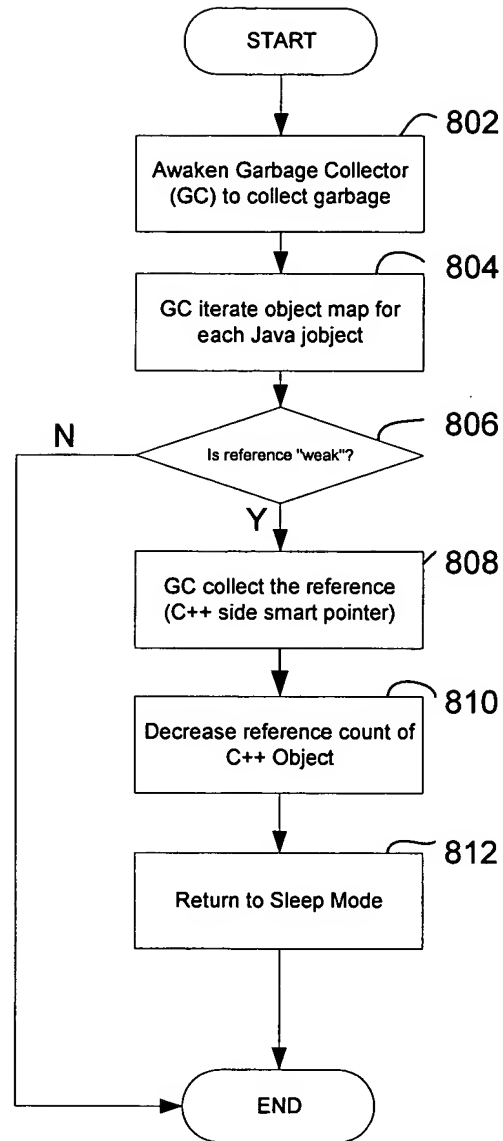 START
802
Awaken Garbage Collector
(GC) to collect garbage
804
GC iterate object map for
each Java jobject
806
N
Is reference "weak"?
Y
808
GC collect the reference
(C++ side smart pointer)
810
Decrease reference count of
C++ Object
812
Return to Sleep Mode
END